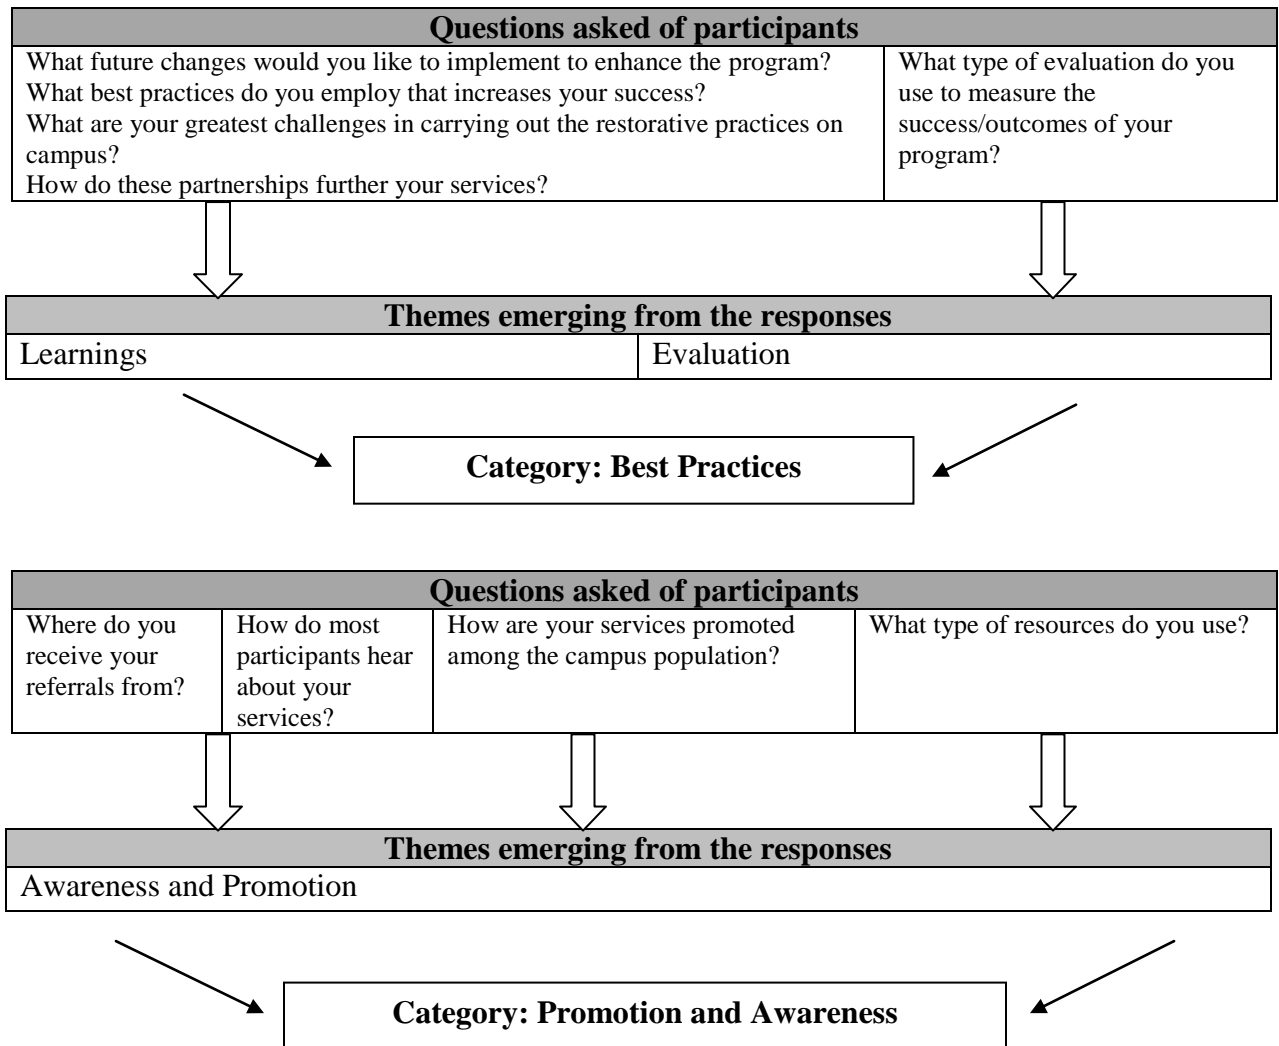 Questions asked of participants
What future changes would you like to implement to enhance the program?
What best practices do you employ that increases your success?
What are your greatest challenges in carrying out the restorative practices on
campus?
How do these partnerships further your services?
What type of evaluation do you
use to measure the
success/outcomes of your
program?
Themes emerging from the responses
Learnings
Evaluation
Category: Best Practices
Questions asked of participants
Where do you
receive your
referrals from?
How do most
participants hear
about your
services?
How are your services promoted
among the campus population?
What type of resources do you use?
Themes emerging from the responses
Awareness and Promotion
Category: Promotion and Awareness